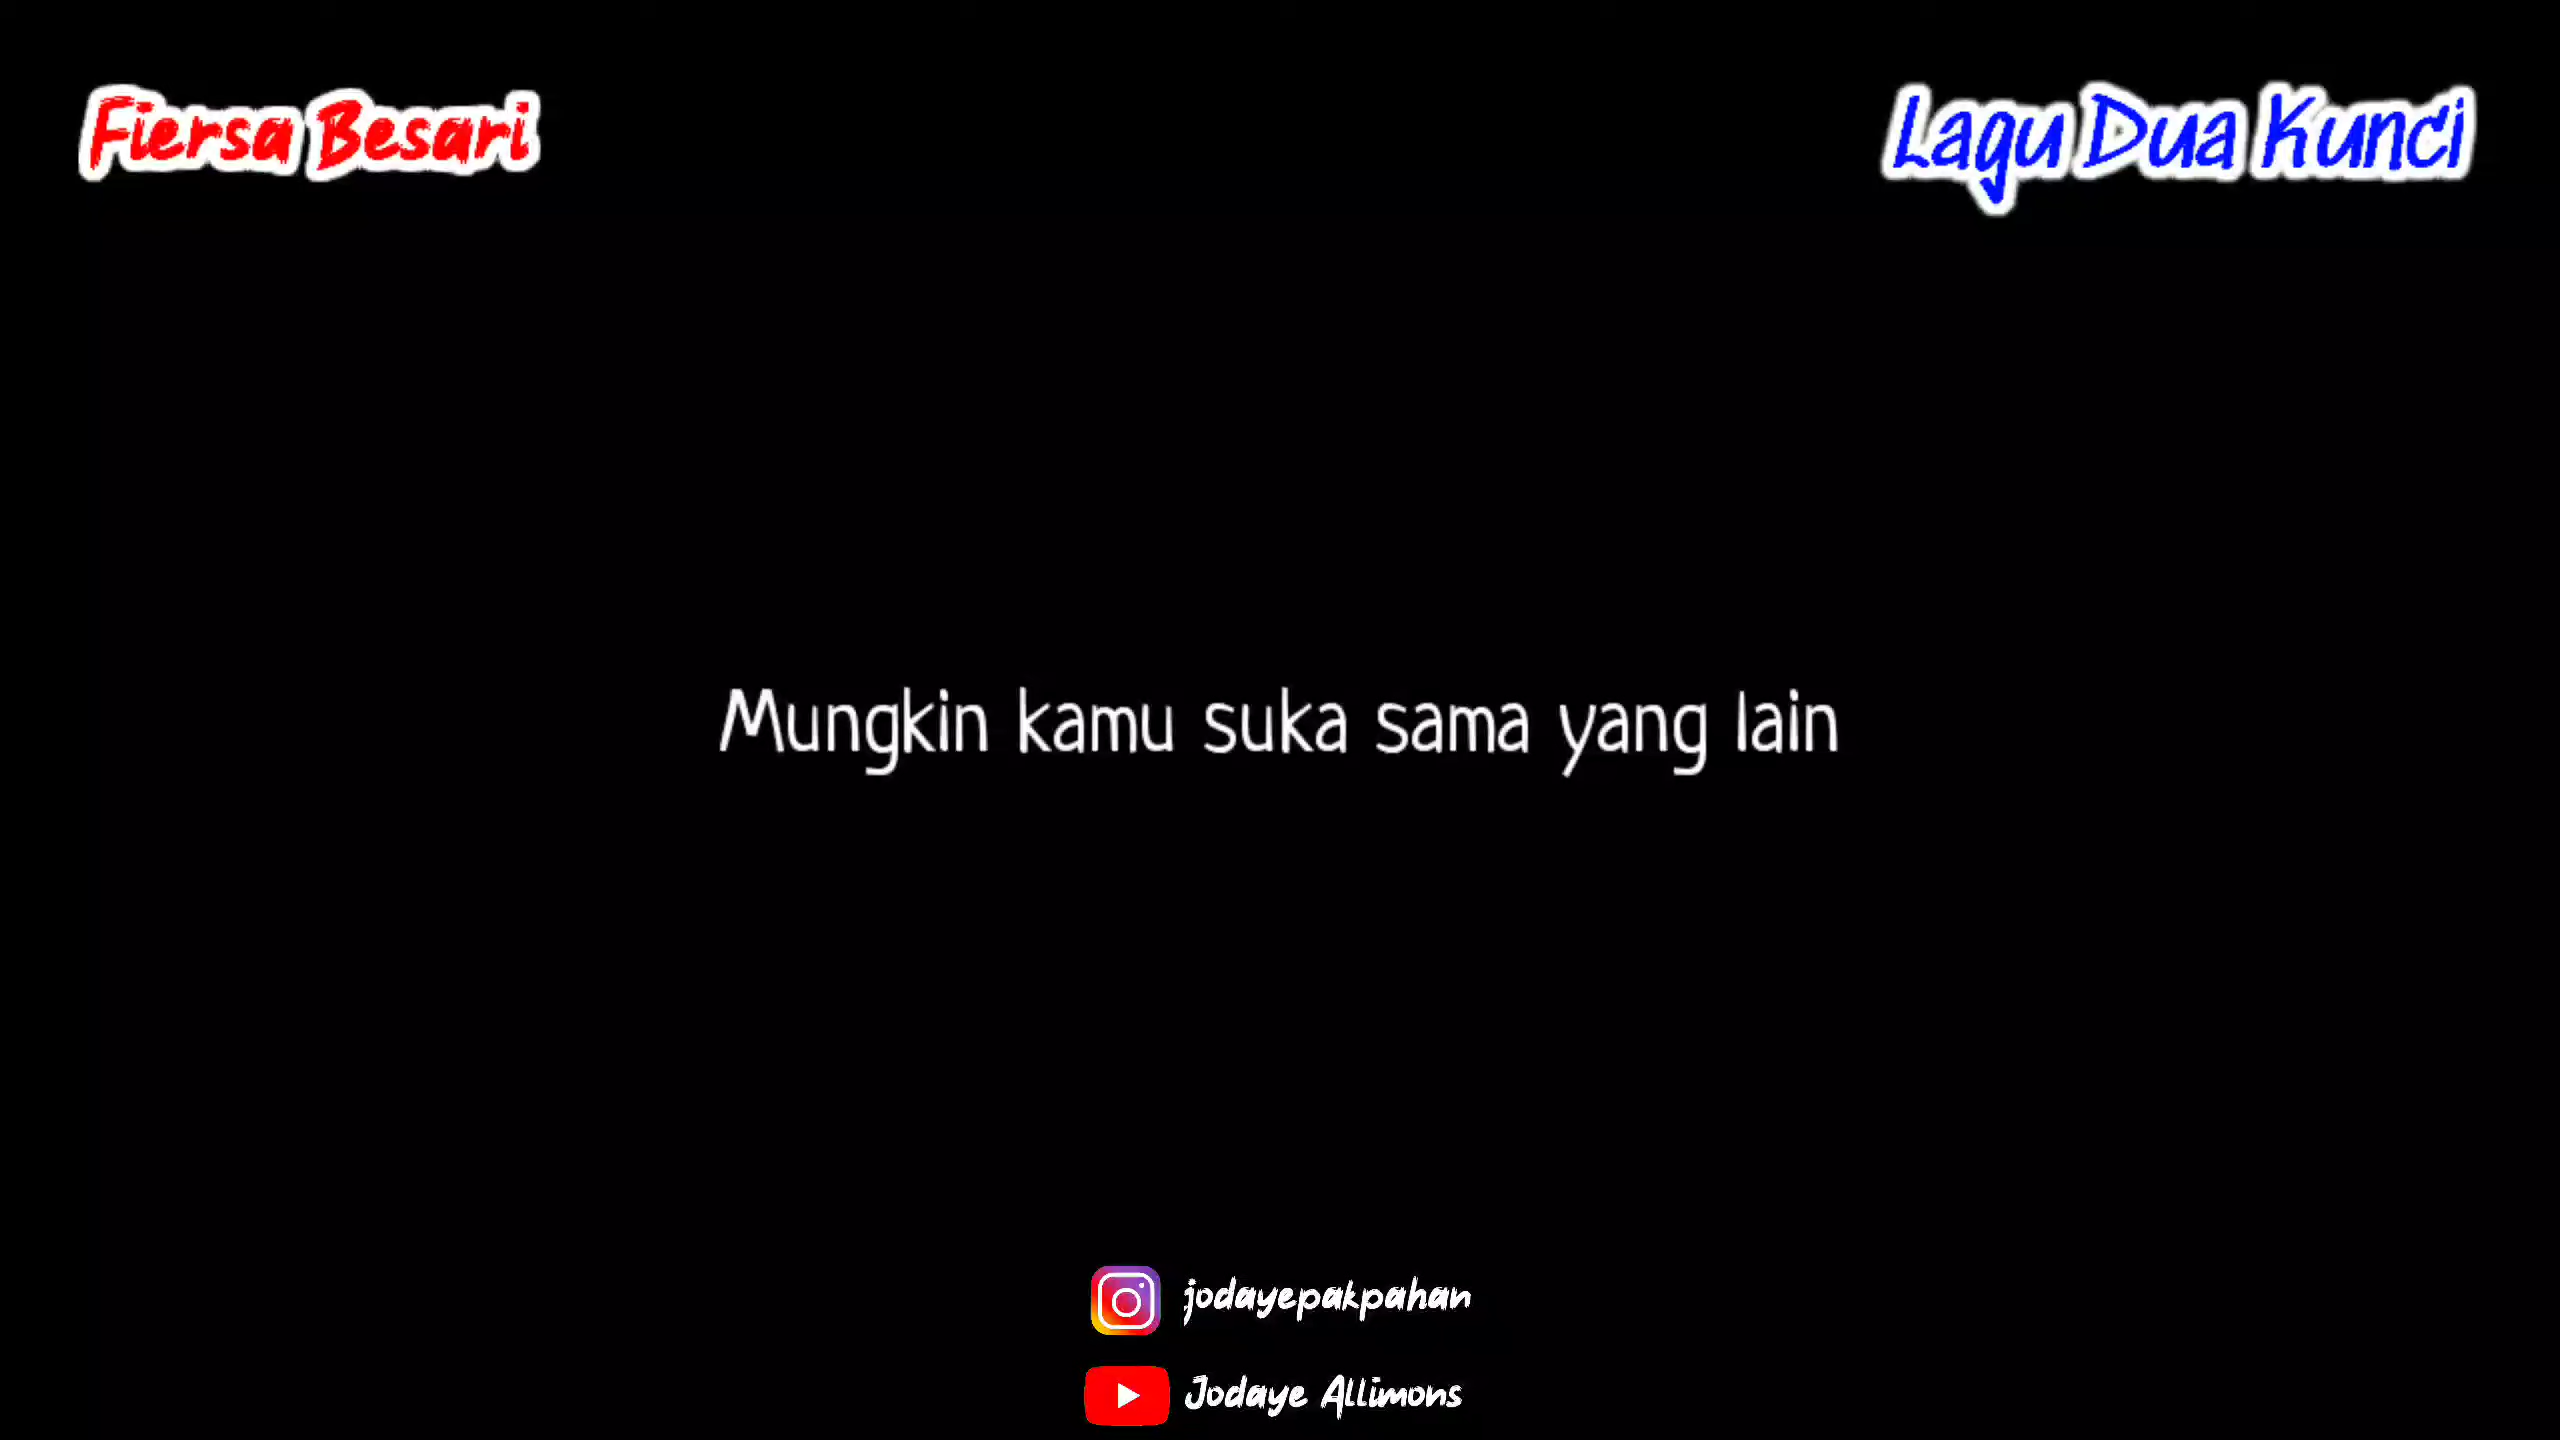 Fiersa Besari
Lagu Dua Kunci
Mungkin kamu suka sama yang lain
jodayepakpahan
Jodaye Allimons